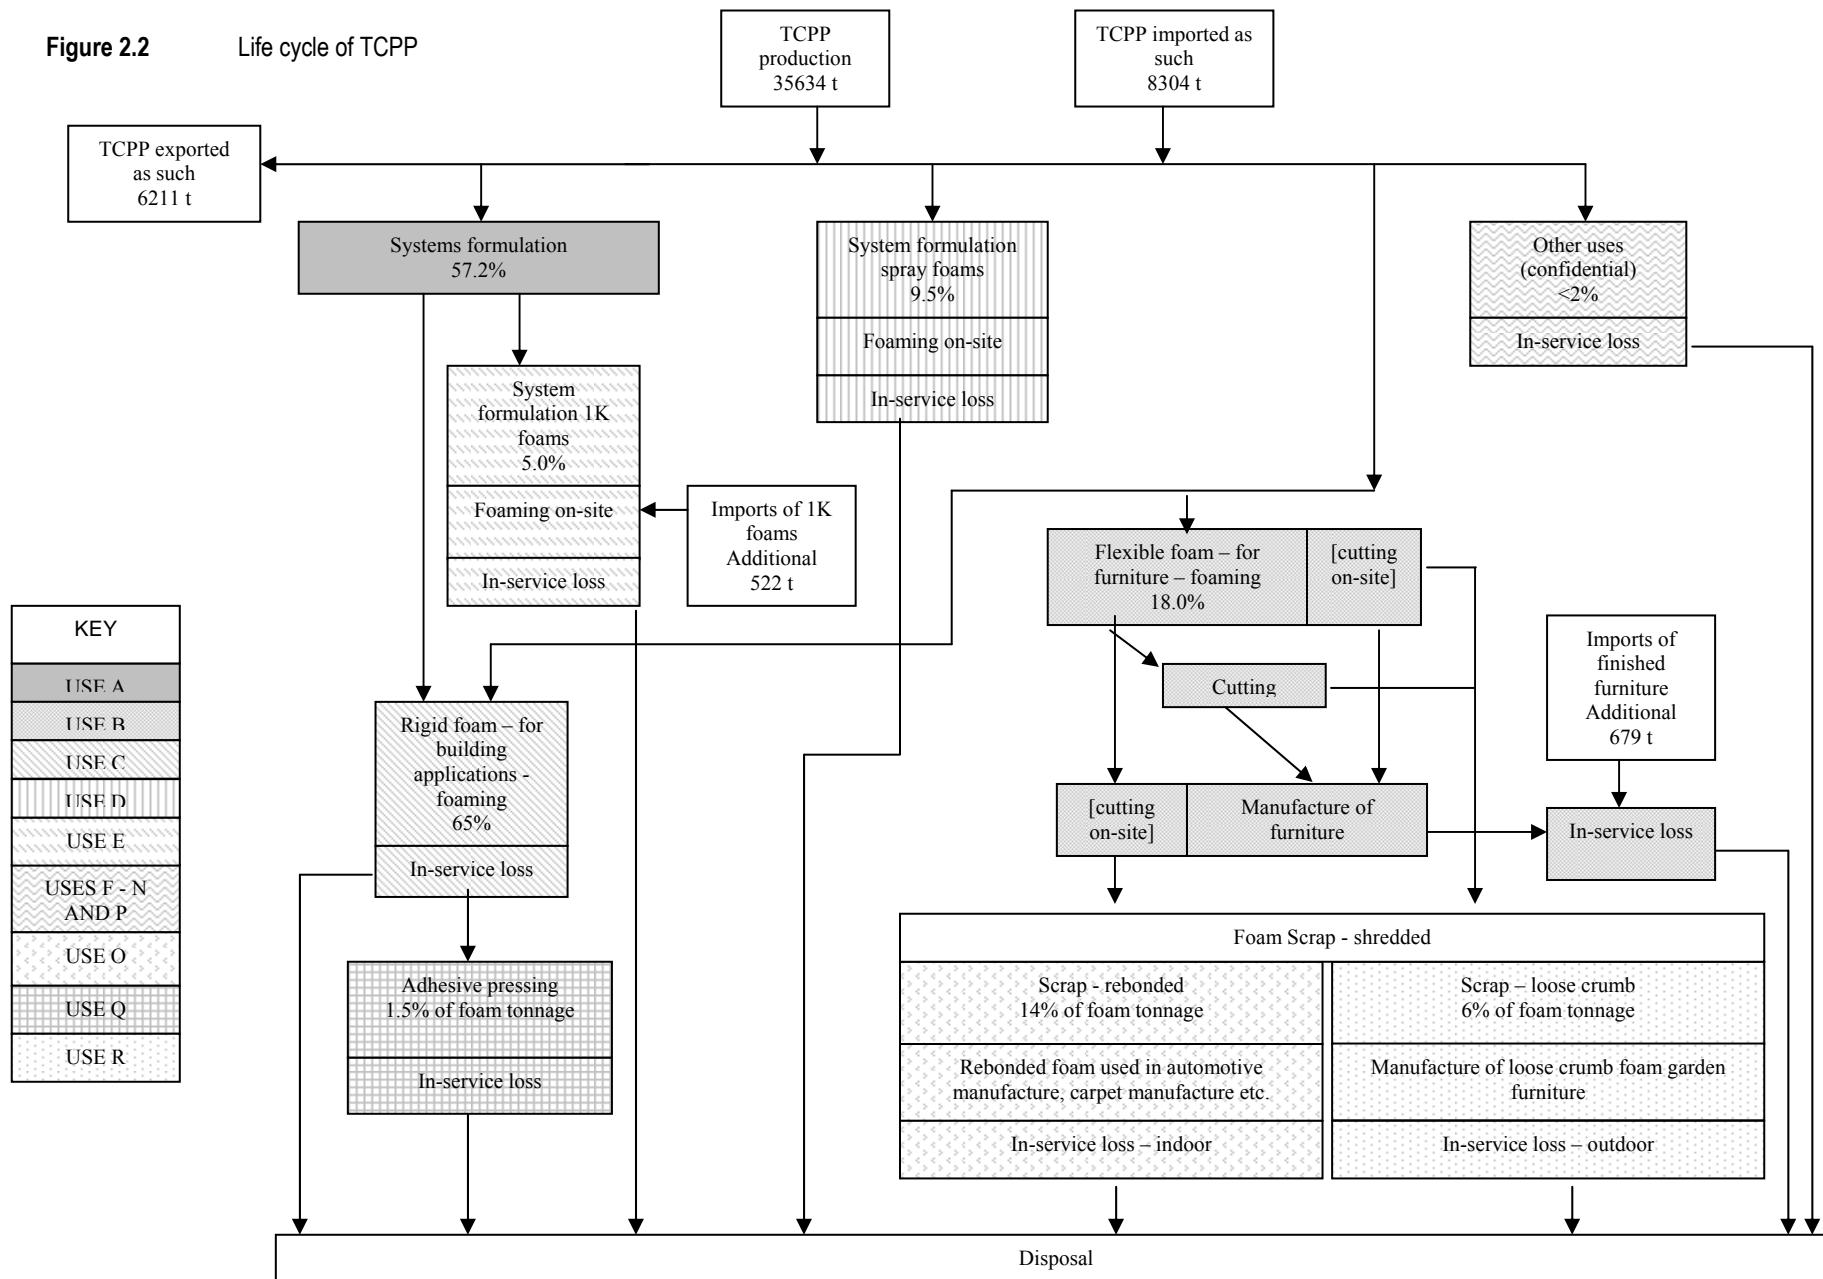 Figure 2.2 Life cycle of TCPP
TCPP
production
35634 t
TCPP imported as
such
8304 t
TCPP exported
as such
6211 t
Systems formulation
57.2%
System formulation
spray foams
9.5%
Foaming on-site
In-service loss
Other uses
(confidential)
<2%
In-service loss
System
formulation 1K
foams
5.0%
Foaming on-site
In-service loss
Imports of 1K
foams
Additional
522 t
Flexible foam – for
furniture – foaming
18.0%
[cutting
on-site]
Cutting
Imports of
finished
furniture
Additional
679 t
KEY
USE A
USE B
USE C
USE D
USE E
USES F - N
AND P
USE O
USE Q
USE R
Rigid foam – for
building
applications -
foaming
65%
In-service loss
[cutting
on-site]
Manufacture of
furniture
In-service loss
Adhesive pressing
1.5% of foam tonnage
In-service loss
Foam Scrap - shredded
Scrap - rebonded
14% of foam tonnage
Rebonded foam used in automotive
manufacture, carpet manufacture etc.
In-service loss – indoor
Scrap – loose crumb
6% of foam tonnage
Manufacture of loose crumb foam garden
furniture
In-service loss – outdoor
Disposal